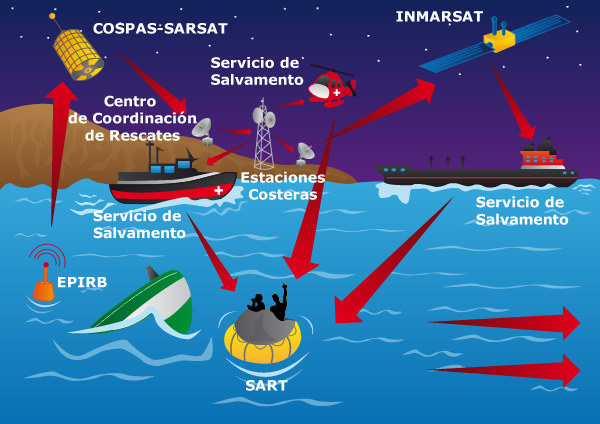 INMARSAT
COSPAS-SARSAT
Servicio de
Salvamento
Centro
de Coordinación
de Rescates
Estaciones
Costeras
Servicio de
Salvamento
Servicio de
Salvamento
EPIRB
SART